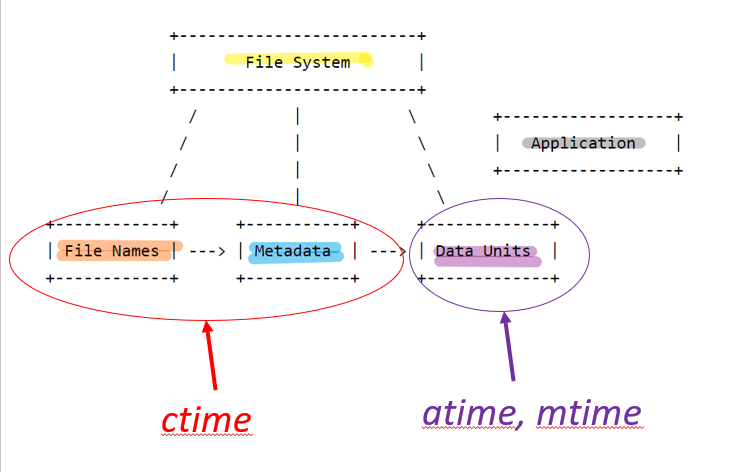 File System
Application
File Names ---> Metadata ---> Data Units
ctime
atime, mtime